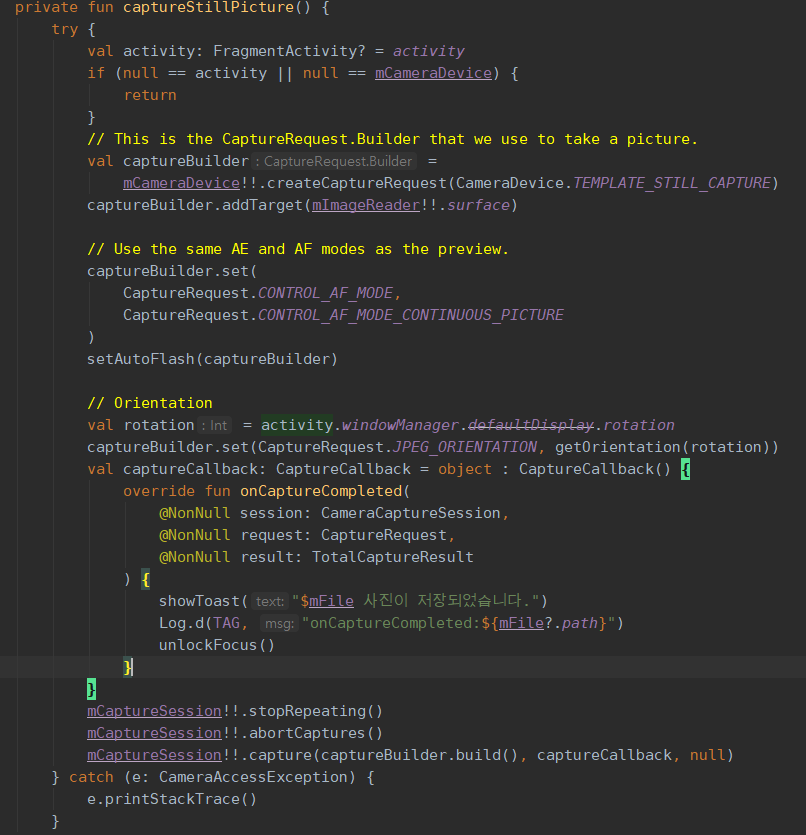 private fun captureStillPicture() {
    try {
        val activity: FragmentActivity? = activity
        if (null == activity || null == mCameraDevice) {
            return
        }
        // This is the CaptureRequest.Builder that we use to take a picture.
        val captureBuilder : CaptureRequest.Builder =
            mCameraDevice!!.createCaptureRequest(CameraDevice.TEMPLATE_STILL_CAPTURE)
        captureBuilder.addTarget(mImageReader!!.surface)

        // Use the same AE and AF modes as the preview.
        captureBuilder.set(
            CaptureRequest.CONTROL_AF_MODE,
            CaptureRequest.CONTROL_AF_MODE_CONTINUOUS_PICTURE
        )
        setAutoFlash(captureBuilder)

        // Orientation
        val rotation : Int = activity.windowManager.defaultDisplay.rotation
        captureBuilder.set(CaptureRequest.JPEG_ORIENTATION, getOrientation(rotation))
        val captureCallback: CaptureCallback = object : CaptureCallback() {
            override fun onCaptureCompleted(
                @NonNull session: CameraCaptureSession,
                @NonNull request: CaptureRequest,
                @NonNull result: TotalCaptureResult
            ) {
                showToast( text: "$mFile 사진이 저장되었습니다.")
                Log.d(TAG, msg: "onCaptureCompleted:${mFile?.path}")
                unlockFocus()
            }
        }
        mCaptureSession!!.stopRepeating()
        mCaptureSession!!.abortCaptures()
        mCaptureSession!!.capture(captureBuilder.build(), captureCallback, null)
    } catch (e: CameraAccessException) {
        e.printStackTrace()
    }